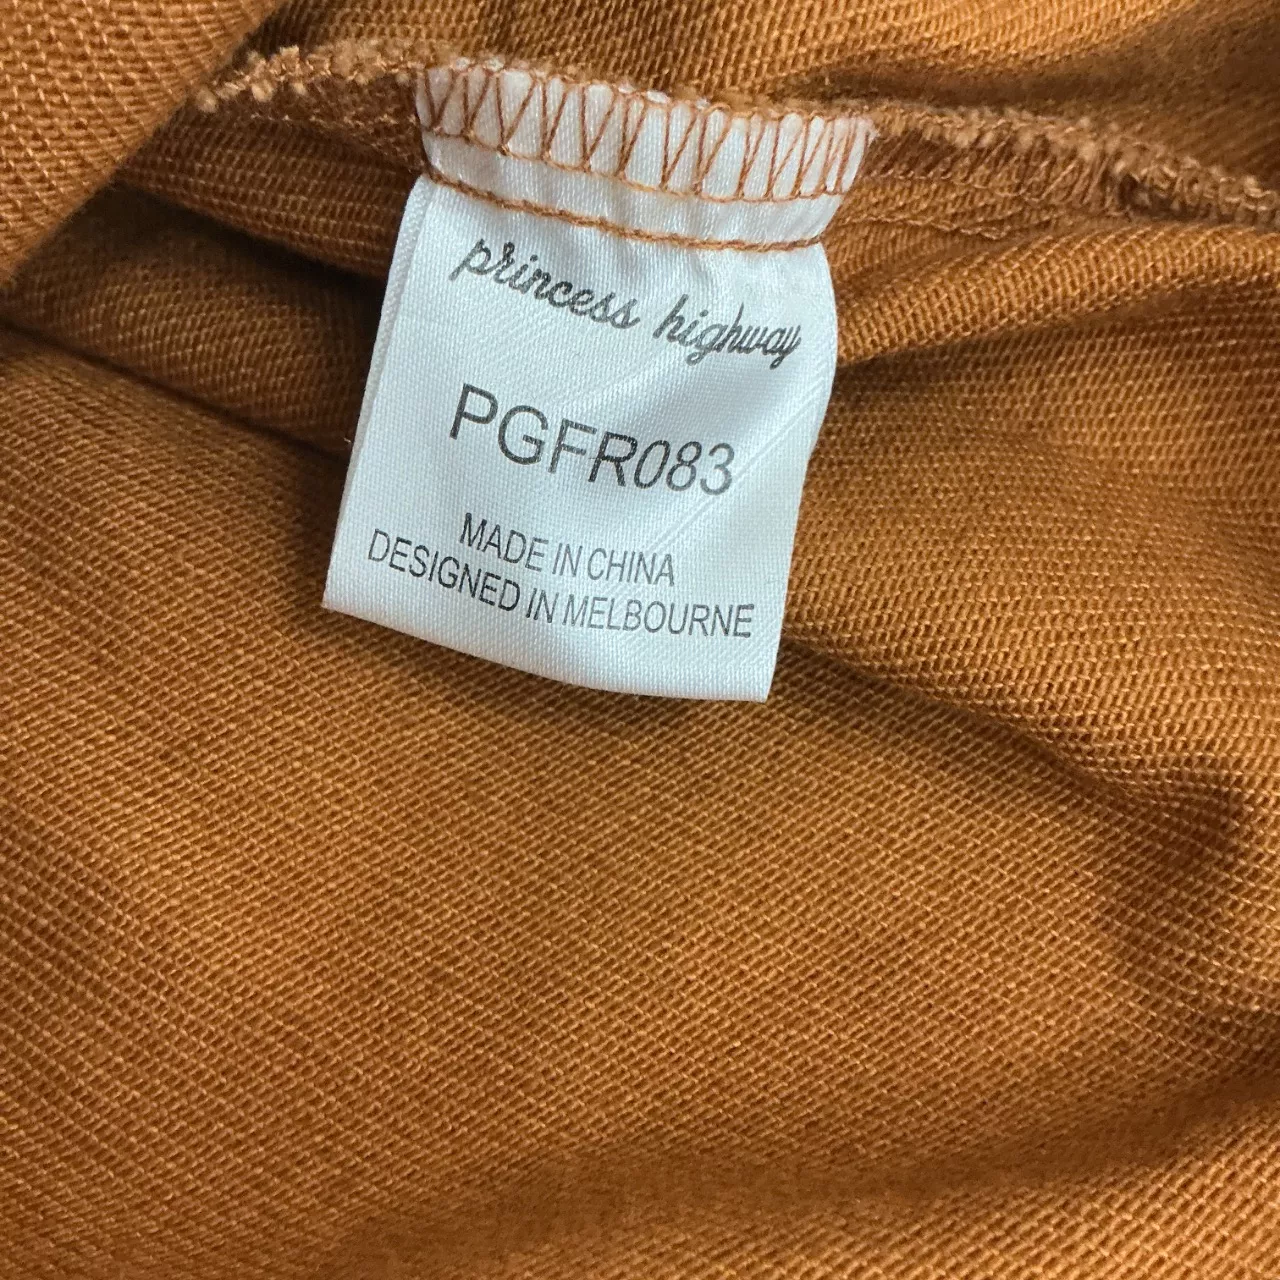 princess highway
PGFR083
MADE IN CHINA
DESIGNED IN MELBOURNE